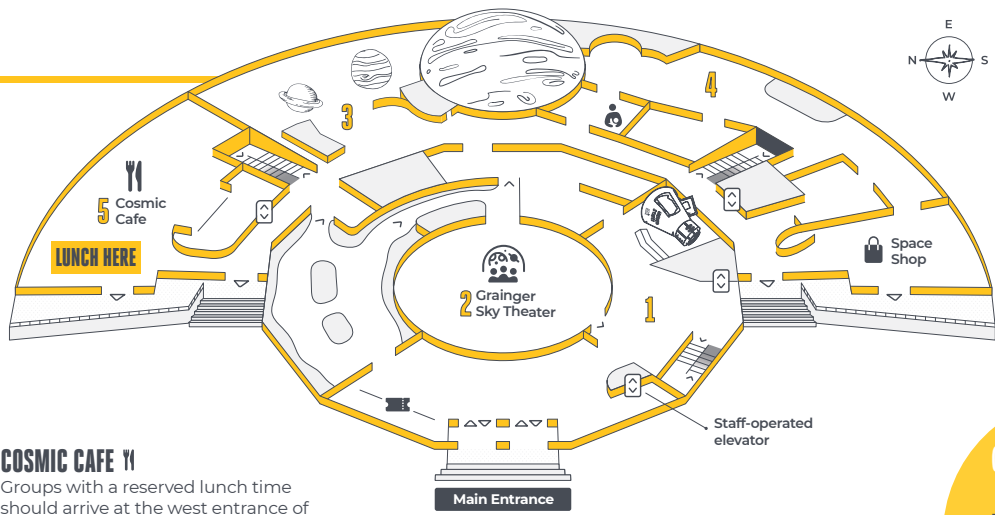 E
N
S
W
4
3
5
Cosmic
Cafe
LUNCH HERE
Space
Shop
2
Grainger
Sky Theater
1
Staff-operated
elevator
Main Entrance
COSMIC CAFE
Groups with a reserved lunch time
should arrive at the west entrance of